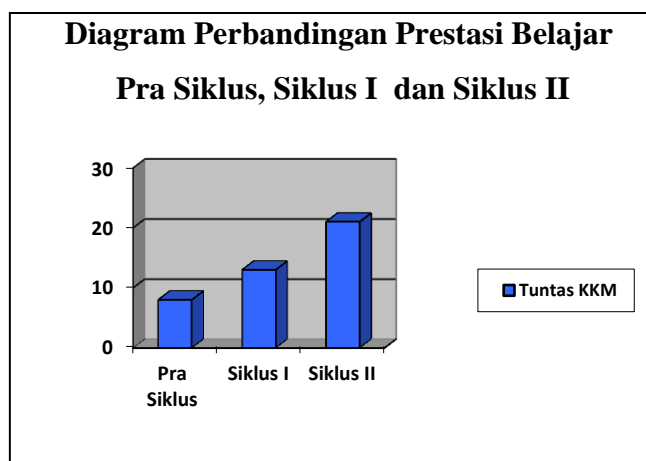 Diagram Perbandingan Prestasi Belajar
Pra Siklus, Siklus I dan Siklus II
30
20
10
0
Pra
Siklus
Siklus I
Siklus II
Tuntas KKM